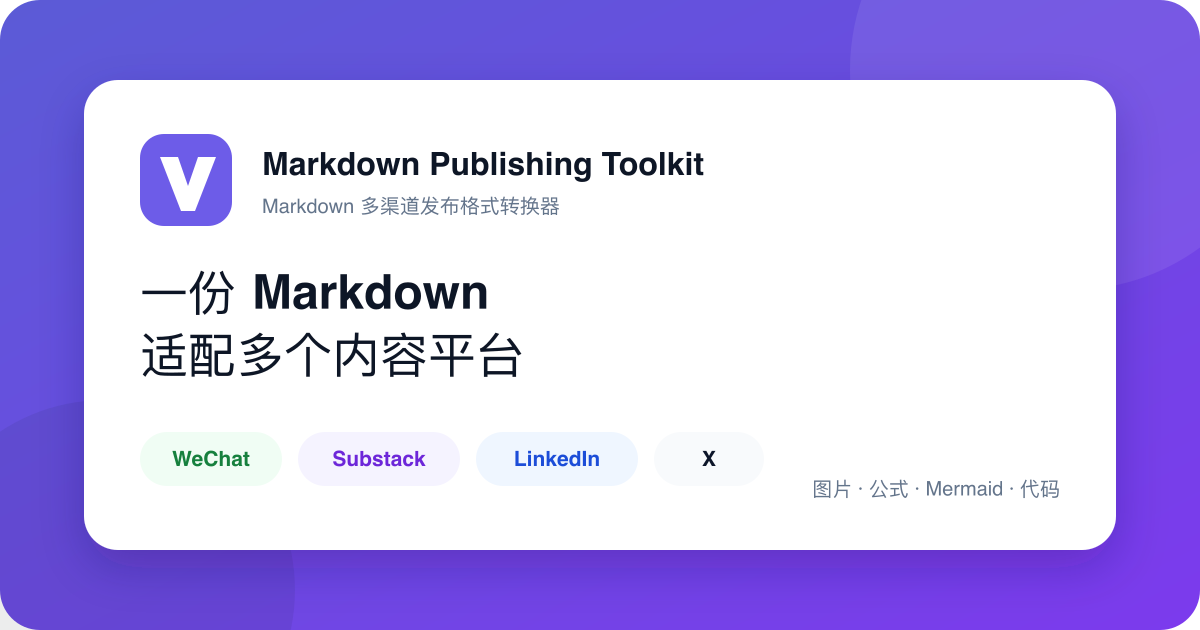 V
Markdown Publishing Toolkit
Markdown 多渠道发布格式转换器
一份 Markdown
适配多个内容平台
WeChat
Substack
LinkedIn
X
图片 · 公式 · Mermaid · 代码